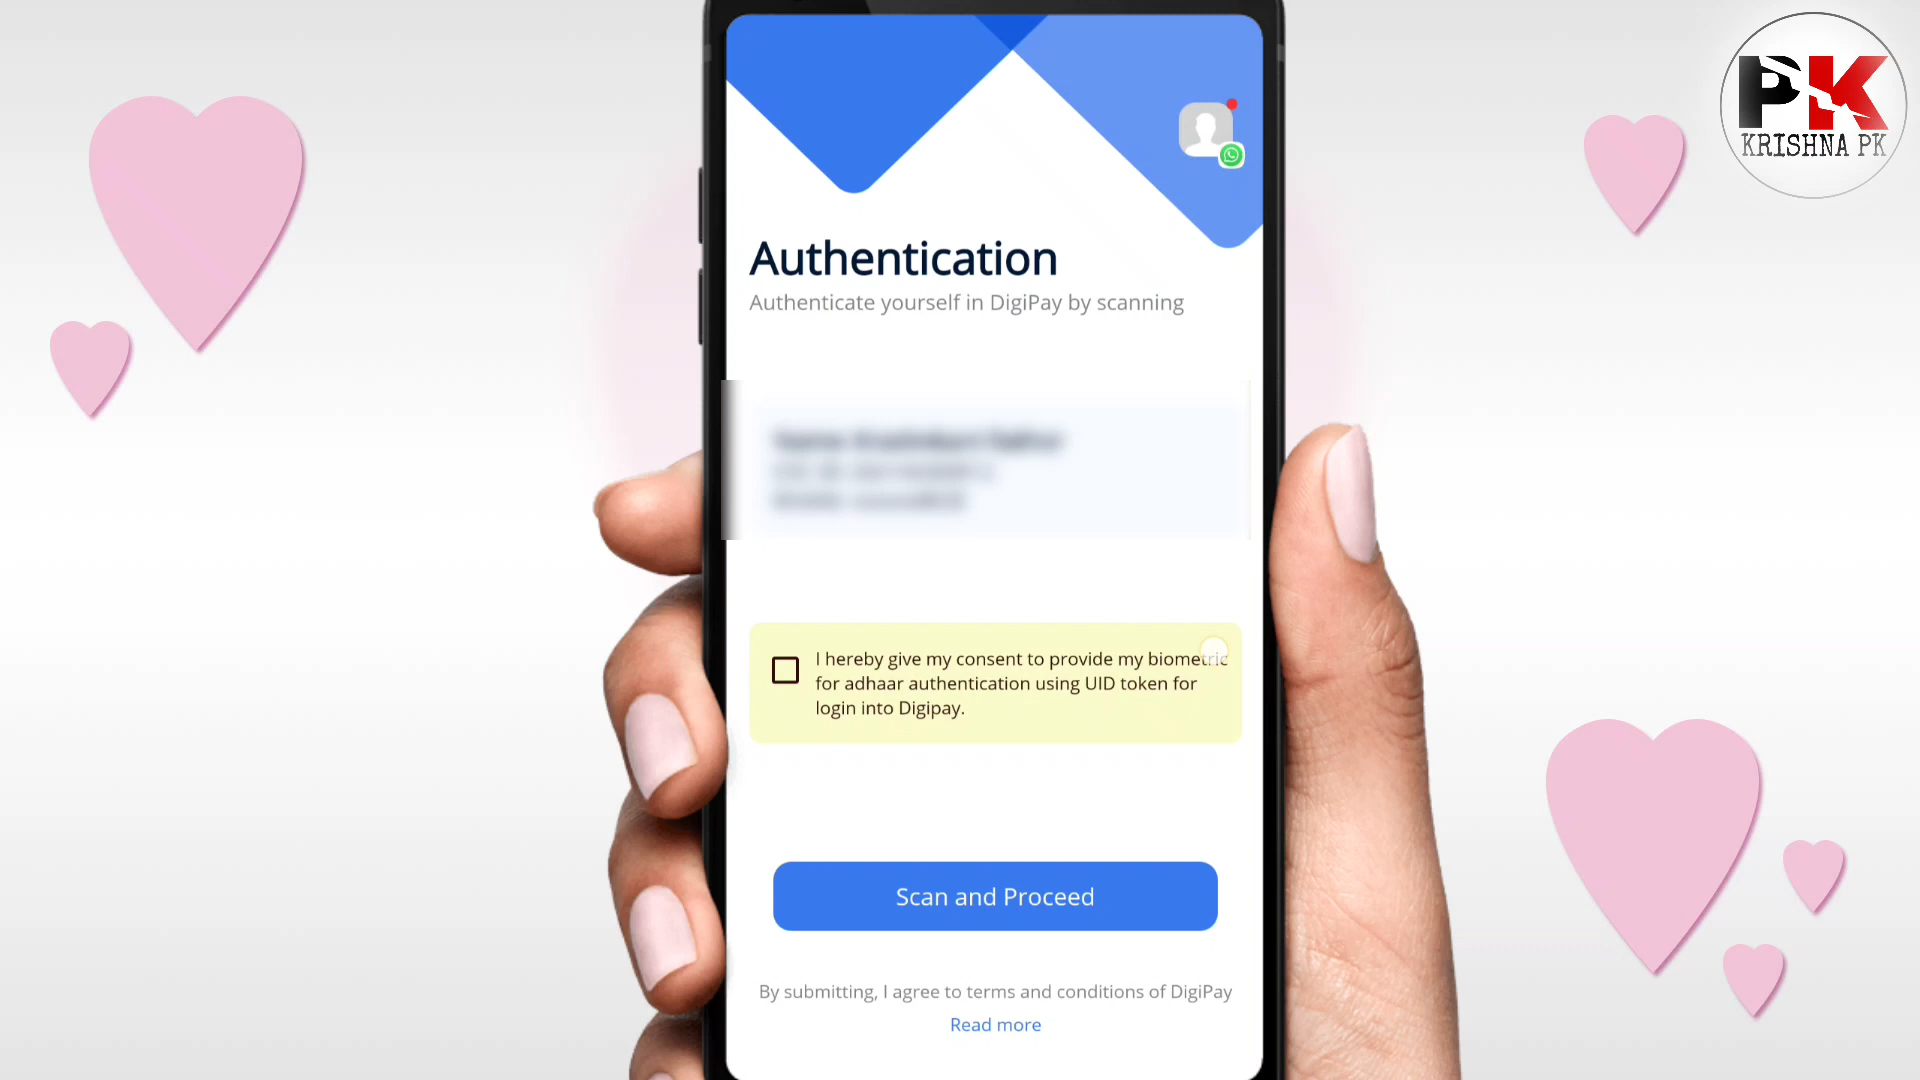 PK
KRISHNA PK
Authentication
Authenticate yourself in DigiPay by scanning
I hereby give my consent to provide my biometric
for adhaar authentication using UID token for
login into Digipay.
Scan and Proceed
By submitting, I agree to terms and conditions of DigiPay
Read more